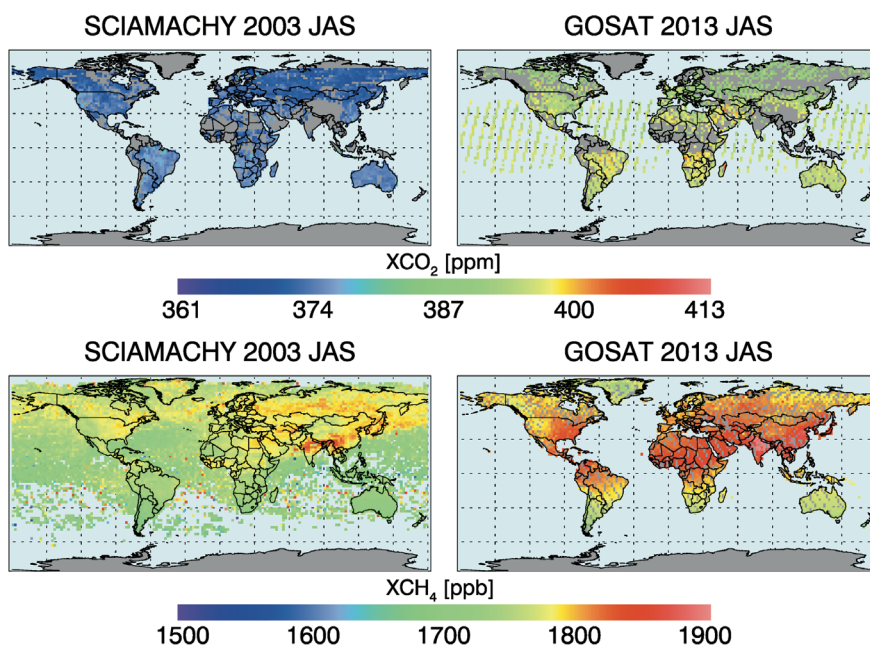 SCIAMACHY 2003 JAS
GOSAT 2013 JAS
XCO₂ [ppm]
361 374 387 400 413
SCIAMACHY 2003 JAS
GOSAT 2013 JAS
XCH₄ [ppb]
1500 1600 1700 1800 1900